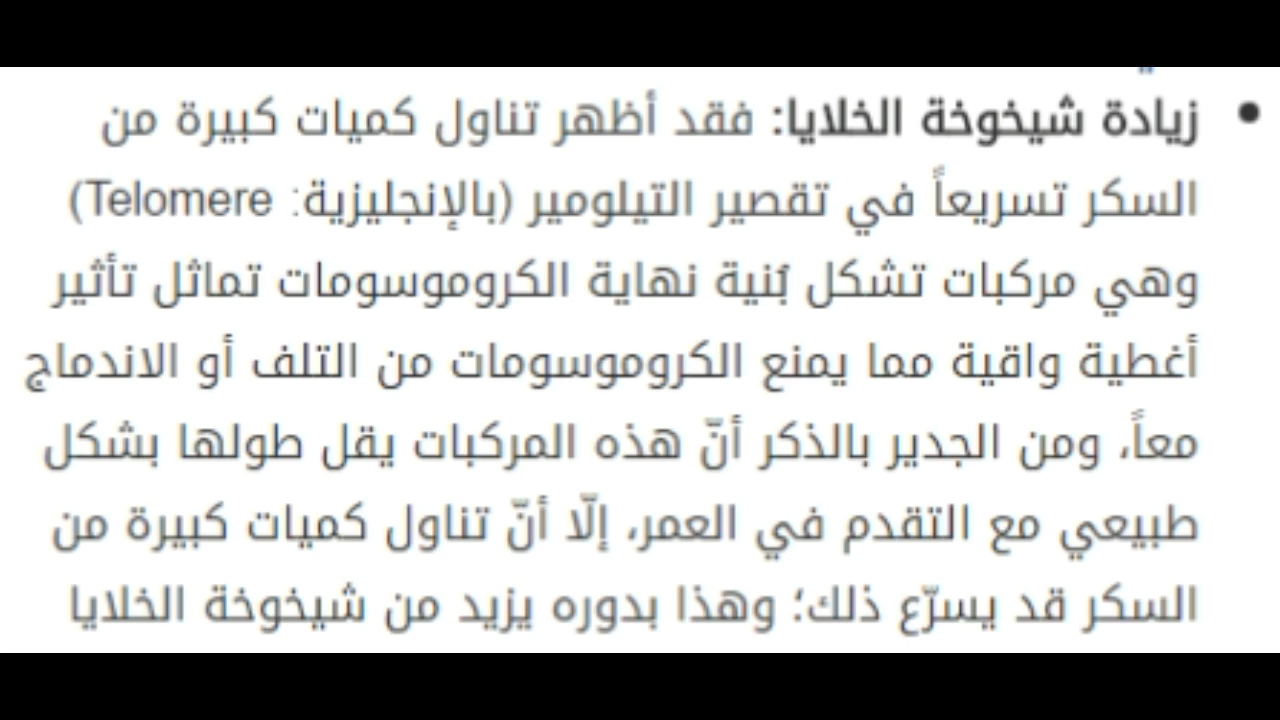 • زيادة شيخوخة الخلايا: فقد أظهر تناول كميات كبيرة من
السكر تسريعاً في تقصير التيلومير (بالإنجليزية: Telomere)
وهي مركبات تشكل بُنية نهاية الكروموسومات تماثل تأثير
أغطية واقية مما يمنع الكروموسومات من التلف أو الاندماج
معاً، ومن الجدير بالذكر أنّ هذه المركبات يقل طولها بشكل
طبيعي مع التقدم في العمر، إلّا أنّ تناول كميات كبيرة من
السكر قد يسرّع ذلك؛ وهذا بدوره يزيد من شيخوخة الخلايا